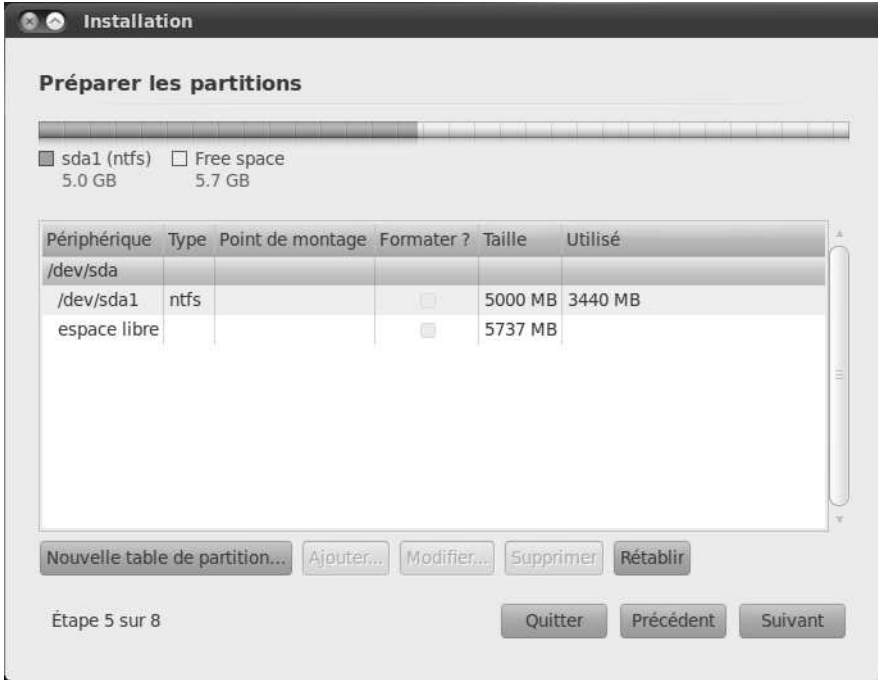 Installation
Préparer les partitions
sda1 (ntfs) Free space
5.0 GB 5.7 GB
Périphérique Type Point de montage Formater ? Taille Utilisé
/dev/sda
/dev/sda1 ntfs 5000 MB 3440 MB
espace libre 5737 MB
Nouvelle table de partition... Ajouter... Modifier... Supprimer Rétablir
Étape 5 sur 8 Quitter Précédent Suivant